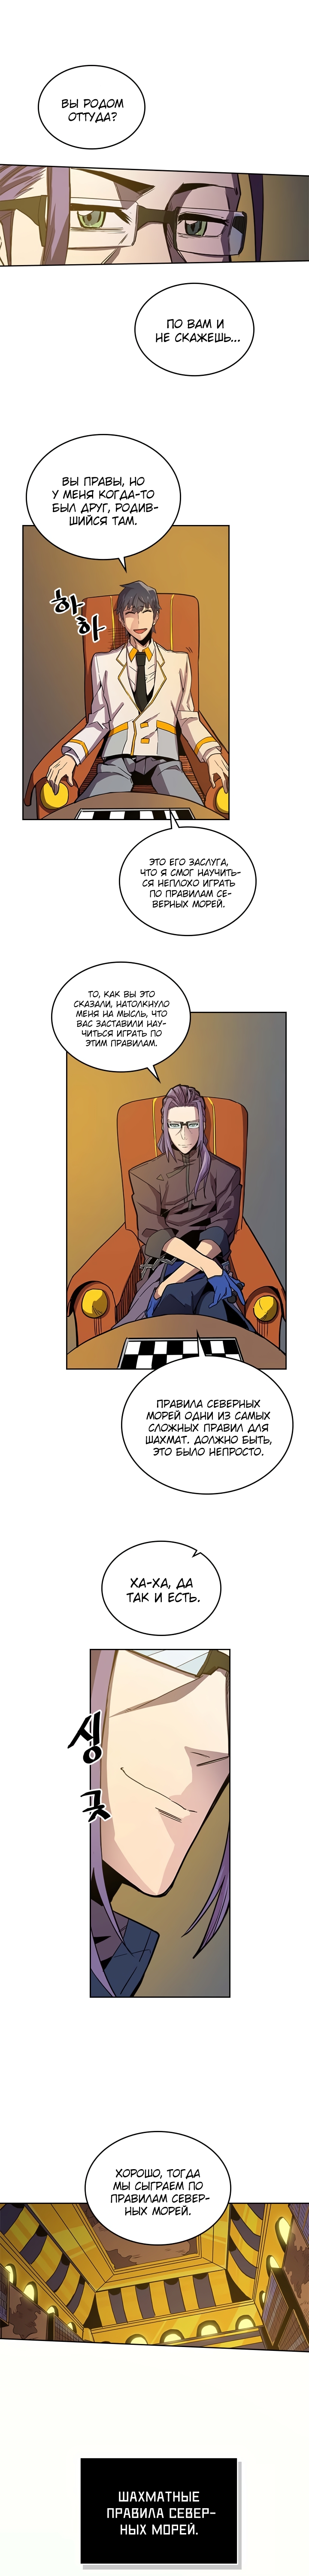 ВЫ РОДОМ
ОТТУДА?
ПО ВАМ И
НЕ СКАЖЕШЬ...
ВЫ ПРАВЫ, НО
У МЕНЯ КОГДА-ТО
БЫЛ ДРУГ, РОДИВ-
ШИЙСЯ ТАМ.
하
하
ЭТО ЕГО ЗАСЛУГА,
ЧТО Я СМОГ НАУЧИТЬ-
СЯ НЕПЛОХО ИГРАТЬ
ПО ПРАВИЛАМ СЕ-
ВЕРНЫХ МОРЕЙ.
ТО, КАК ВЫ ЭТО
СКАЗАЛИ, НАТОЛКНУЛО
МЕНЯ НА МЫСЛЬ, ЧТО
ВАС ЗАСТАВИЛИ НАУ-
ЧИТЬСЯ ИГРАТЬ ПО
ЭТИМ ПРАВИЛАМ.
ПРАВИЛА СЕВЕРНЫХ
МОРЕЙ ОДНИ ИЗ САМЫХ
СЛОЖНЫХ ПРАВИЛ ДЛЯ
ШАХМАТ. ДОЛЖНО БЫТЬ,
ЭТО БЫЛО НЕПРОСТО.
ХА-ХА, ДА
ТАК И ЕСТЬ.
싱
긋
ХОРОШО, ТОГДА
МЫ СЫГРАЕМ ПО
ПРАВИЛАМ СЕВЕР-
НЫХ МОРЕЙ.
ШАХМАТНЫЕ
ПРАВИЛА СЕВЕР-
НЫХ МОРЕЙ.